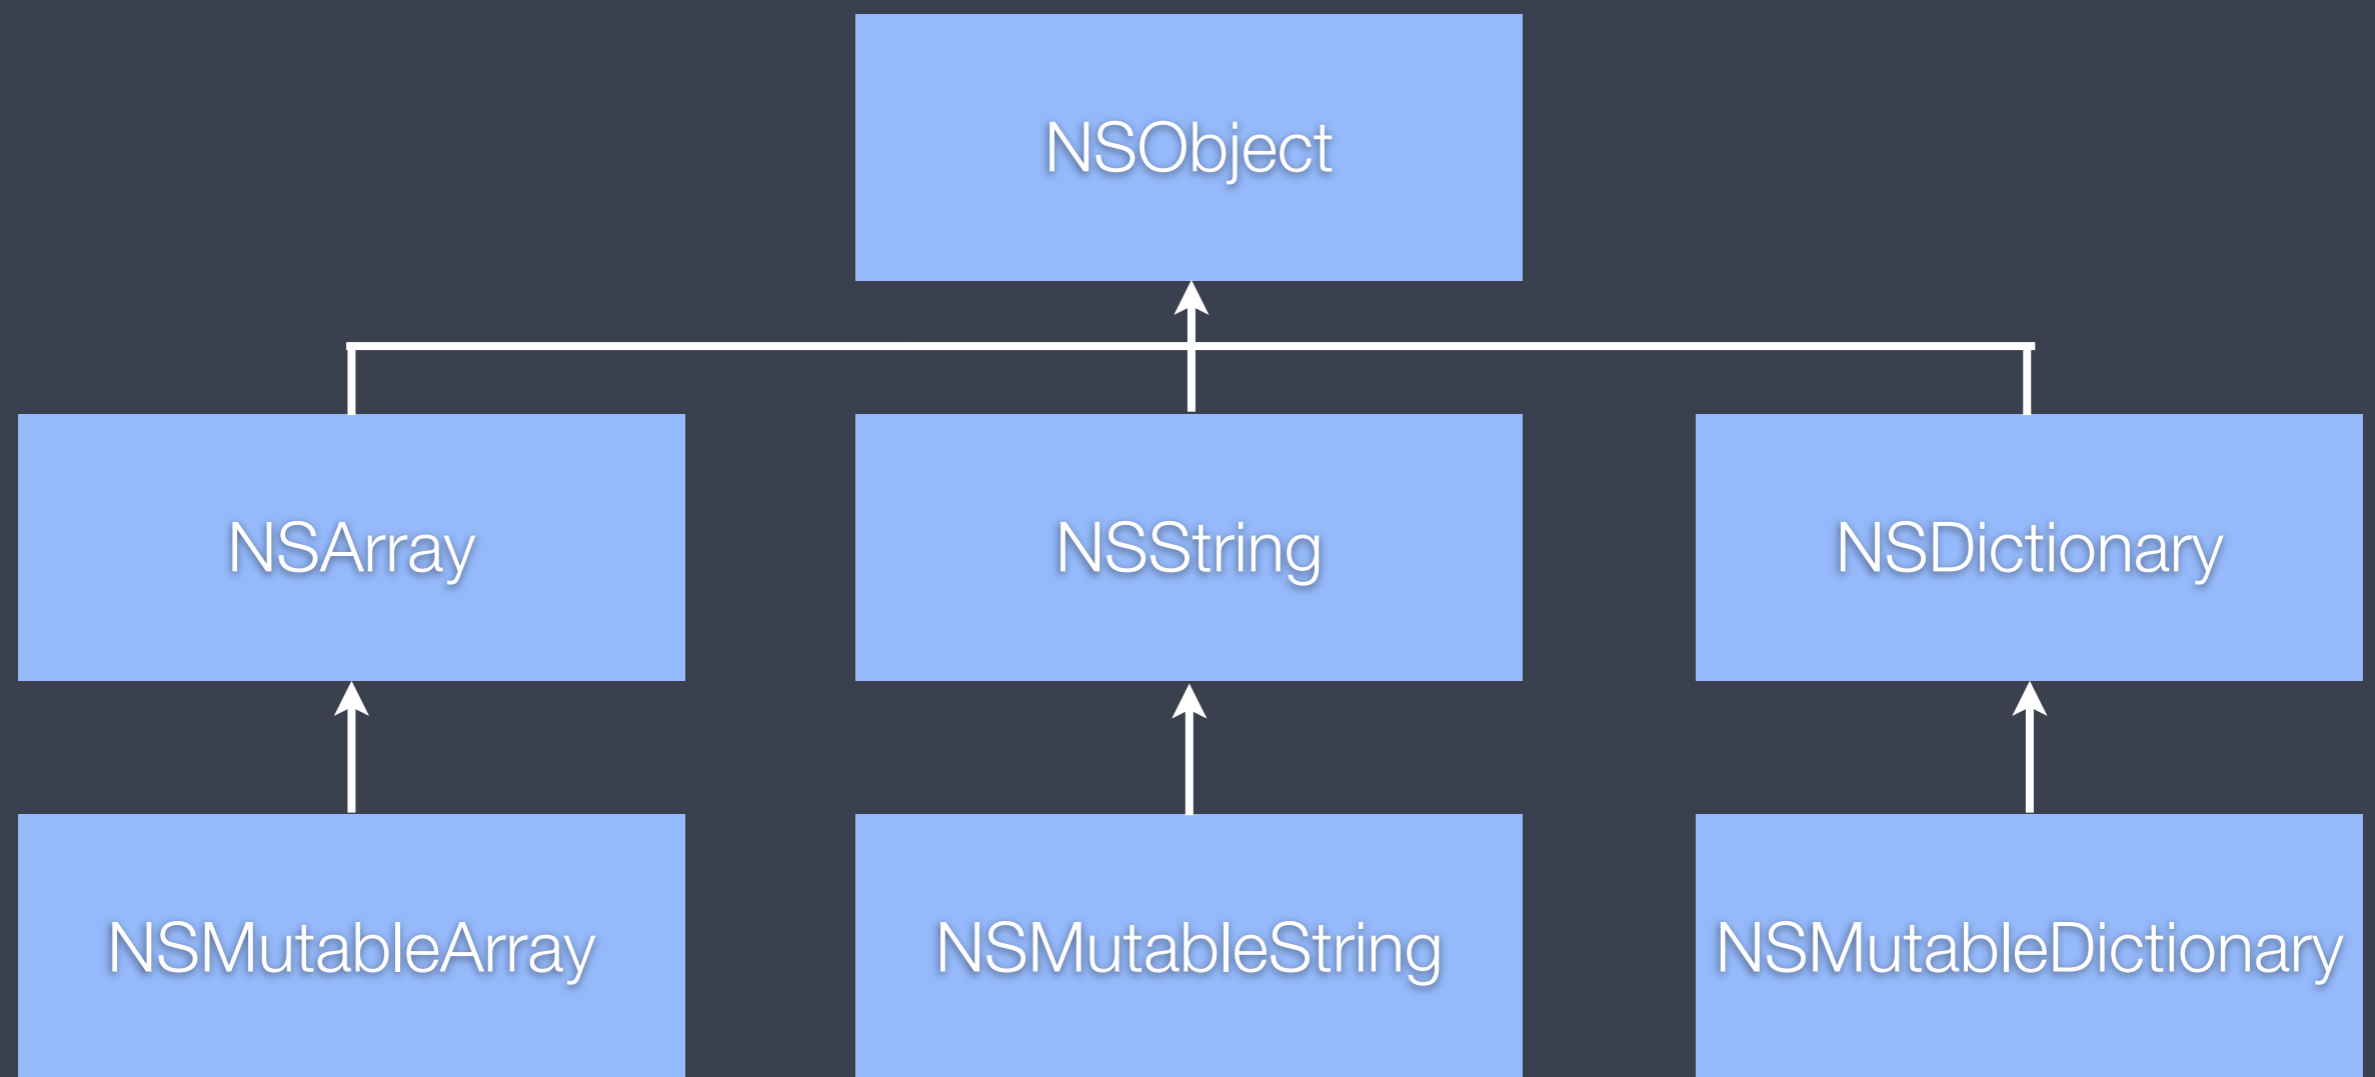 NSObject
NSArray
NSString
NSDictionary
NSMutableArray
NSMutableString
NSMutableDictionary